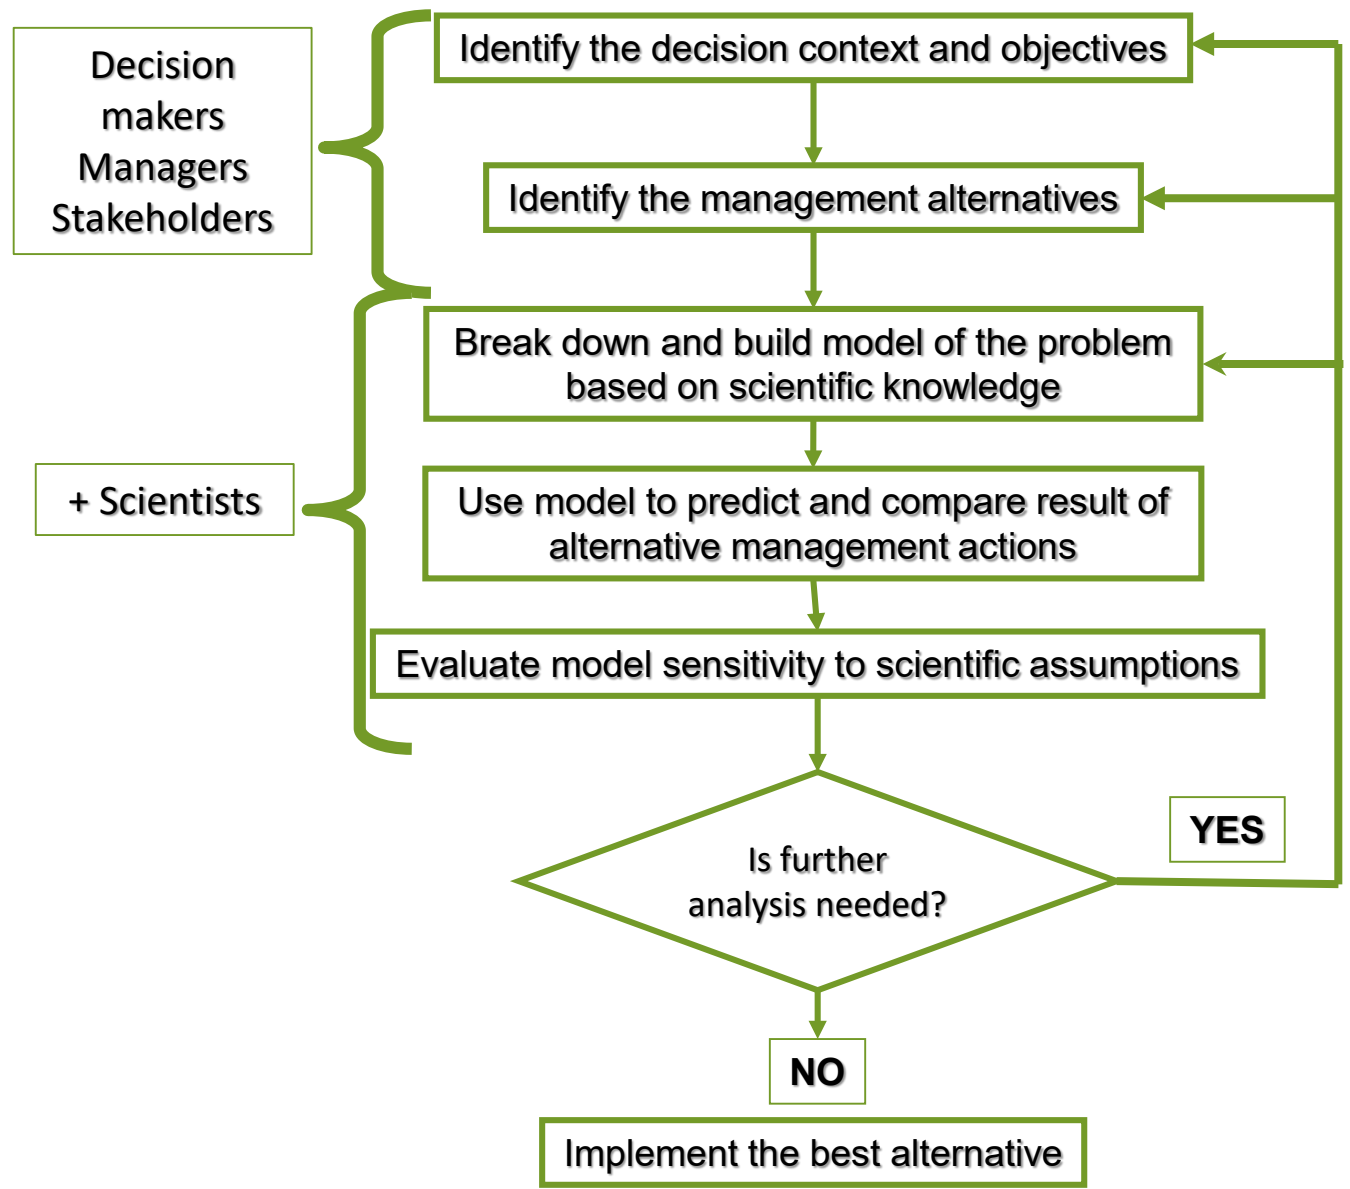 Decision
makers
Managers
Stakeholders
Identify the decision context and objectives
Identify the management alternatives
Break down and build model of the problem
based on scientific knowledge
+ Scientists
Use model to predict and compare result of
alternative management actions
Evaluate model sensitivity to scientific assumptions
Is further
analysis needed?
YES
NO
Implement the best alternative